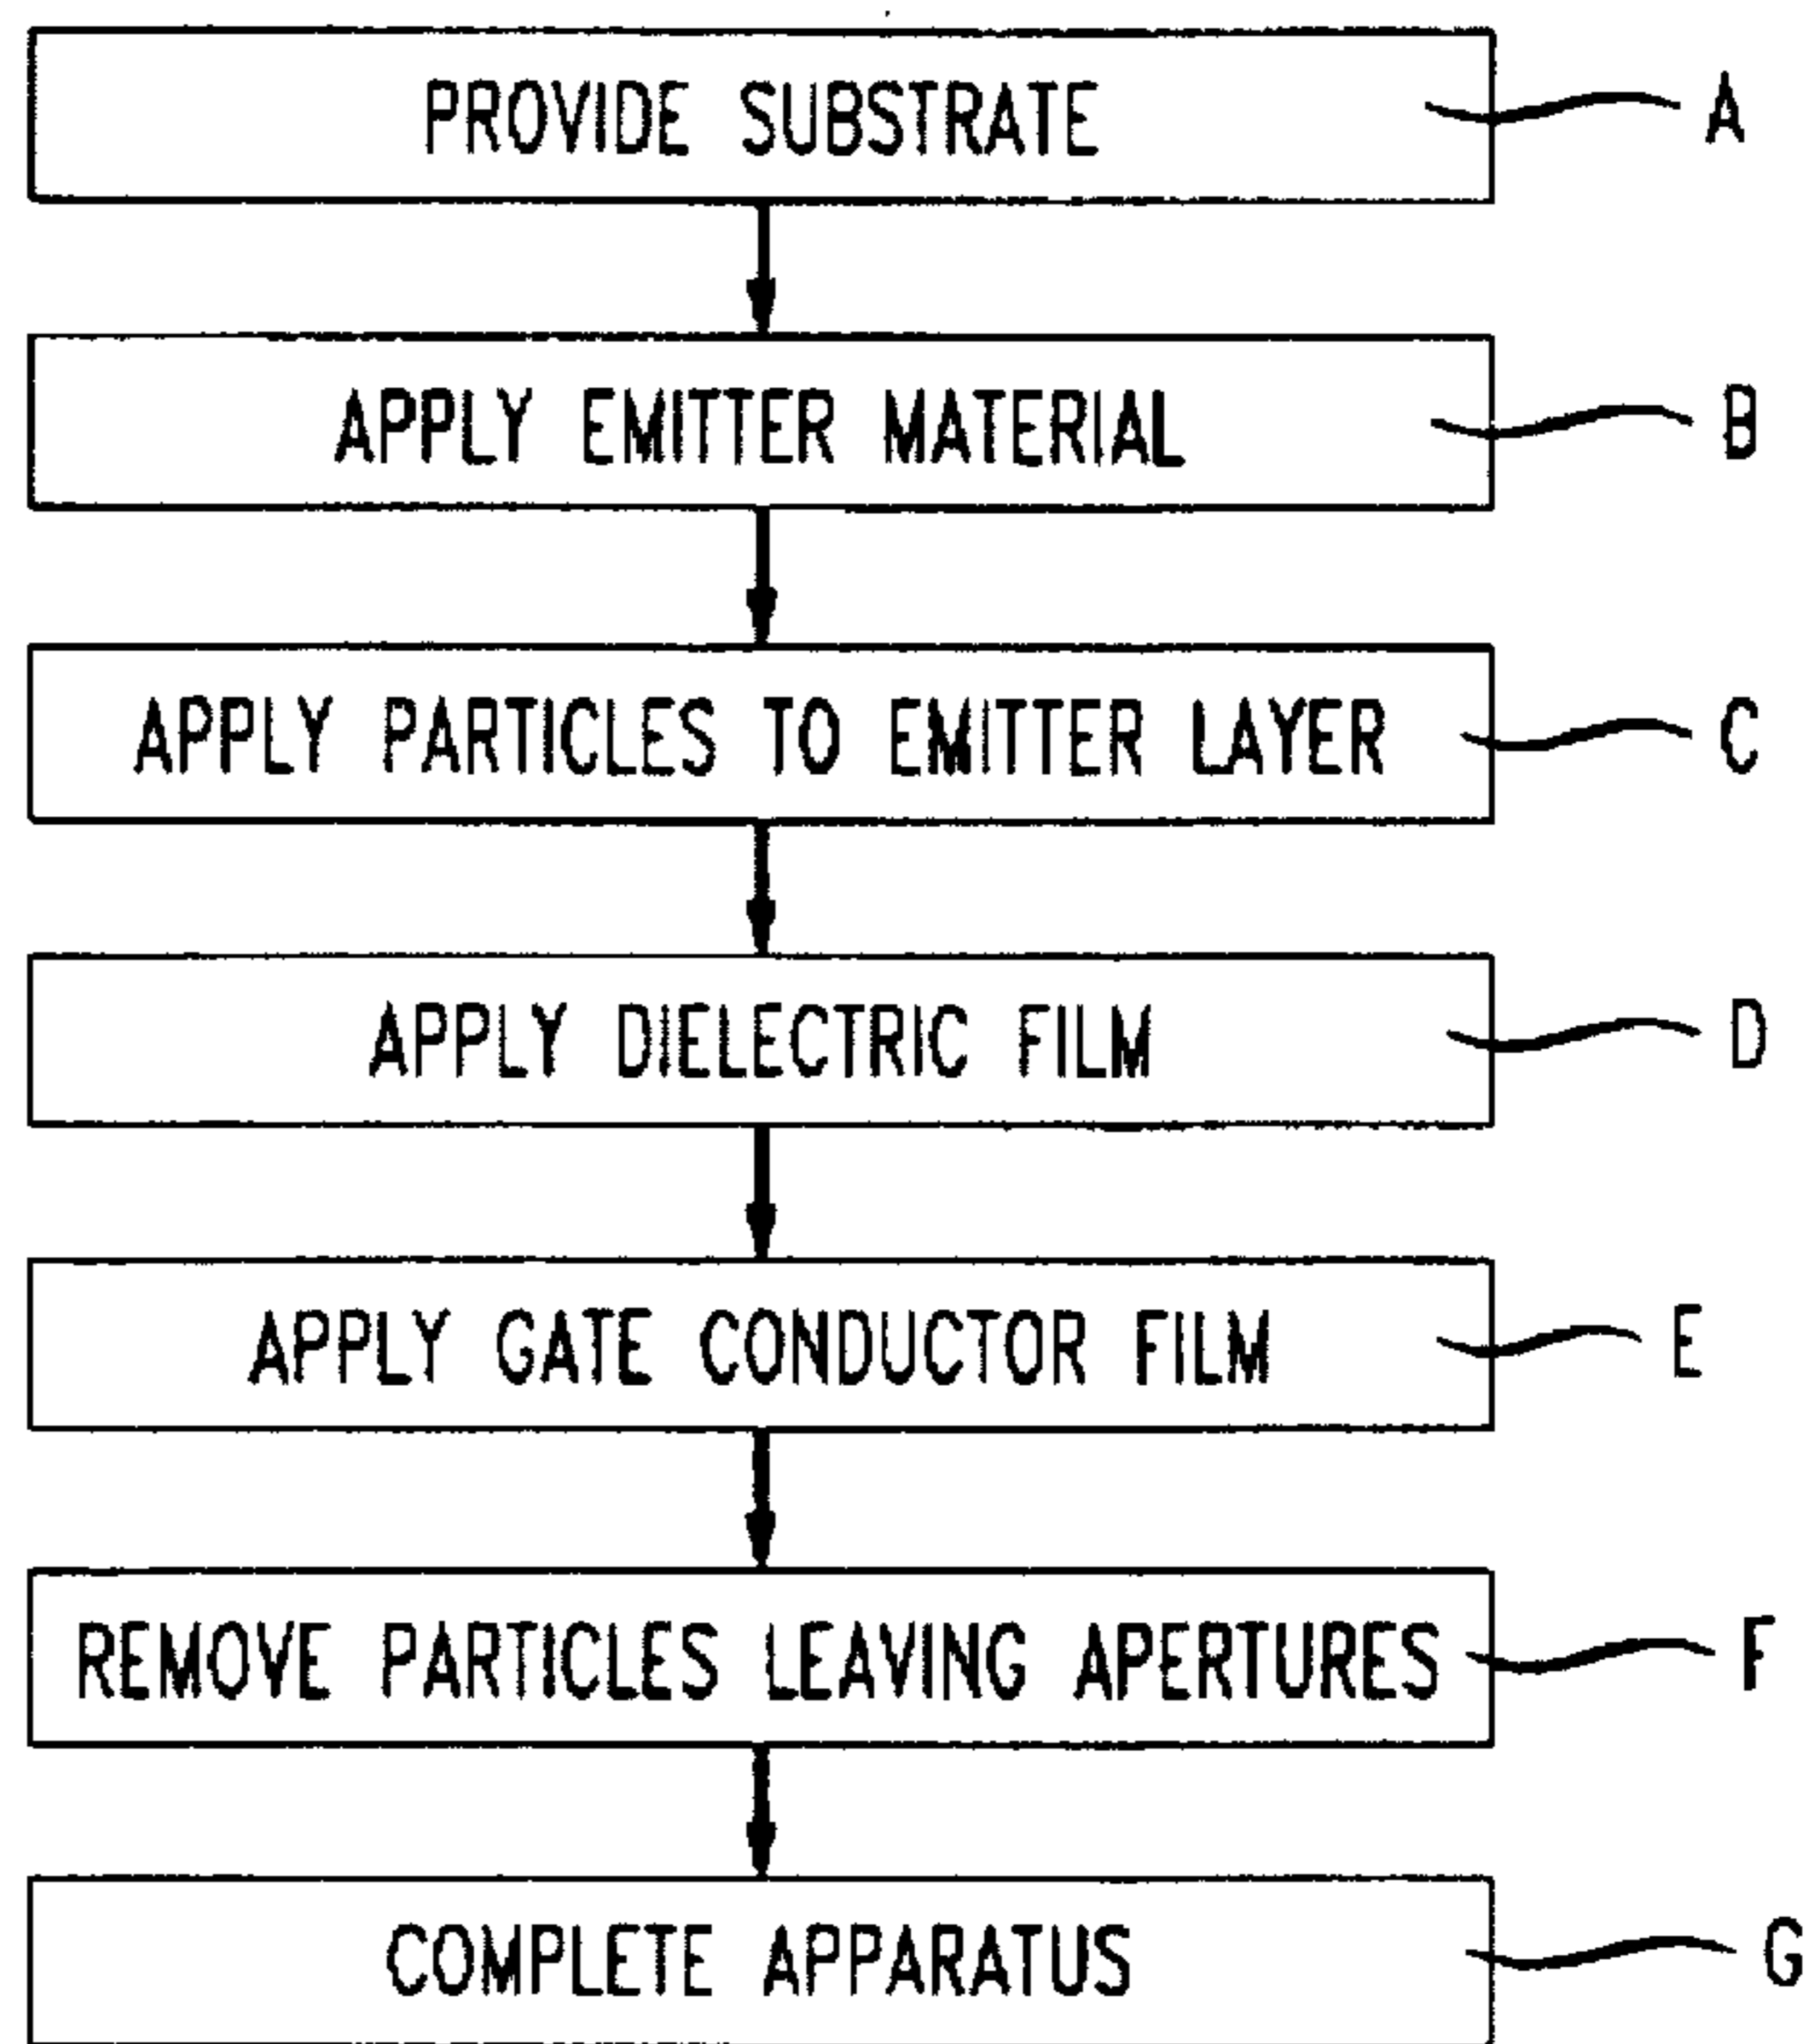 PROVIDE SUBSTRATE A
APPLY EMITTER MATERIAL B
APPLY PARTICLES TO EMITTER LAYER C
APPLY DIELECTRIC FILM D
APPLY GATE CONDUCTOR FILM E
REMOVE PARTICLES LEAVING APERTURES F
COMPLETE APPARATUS G